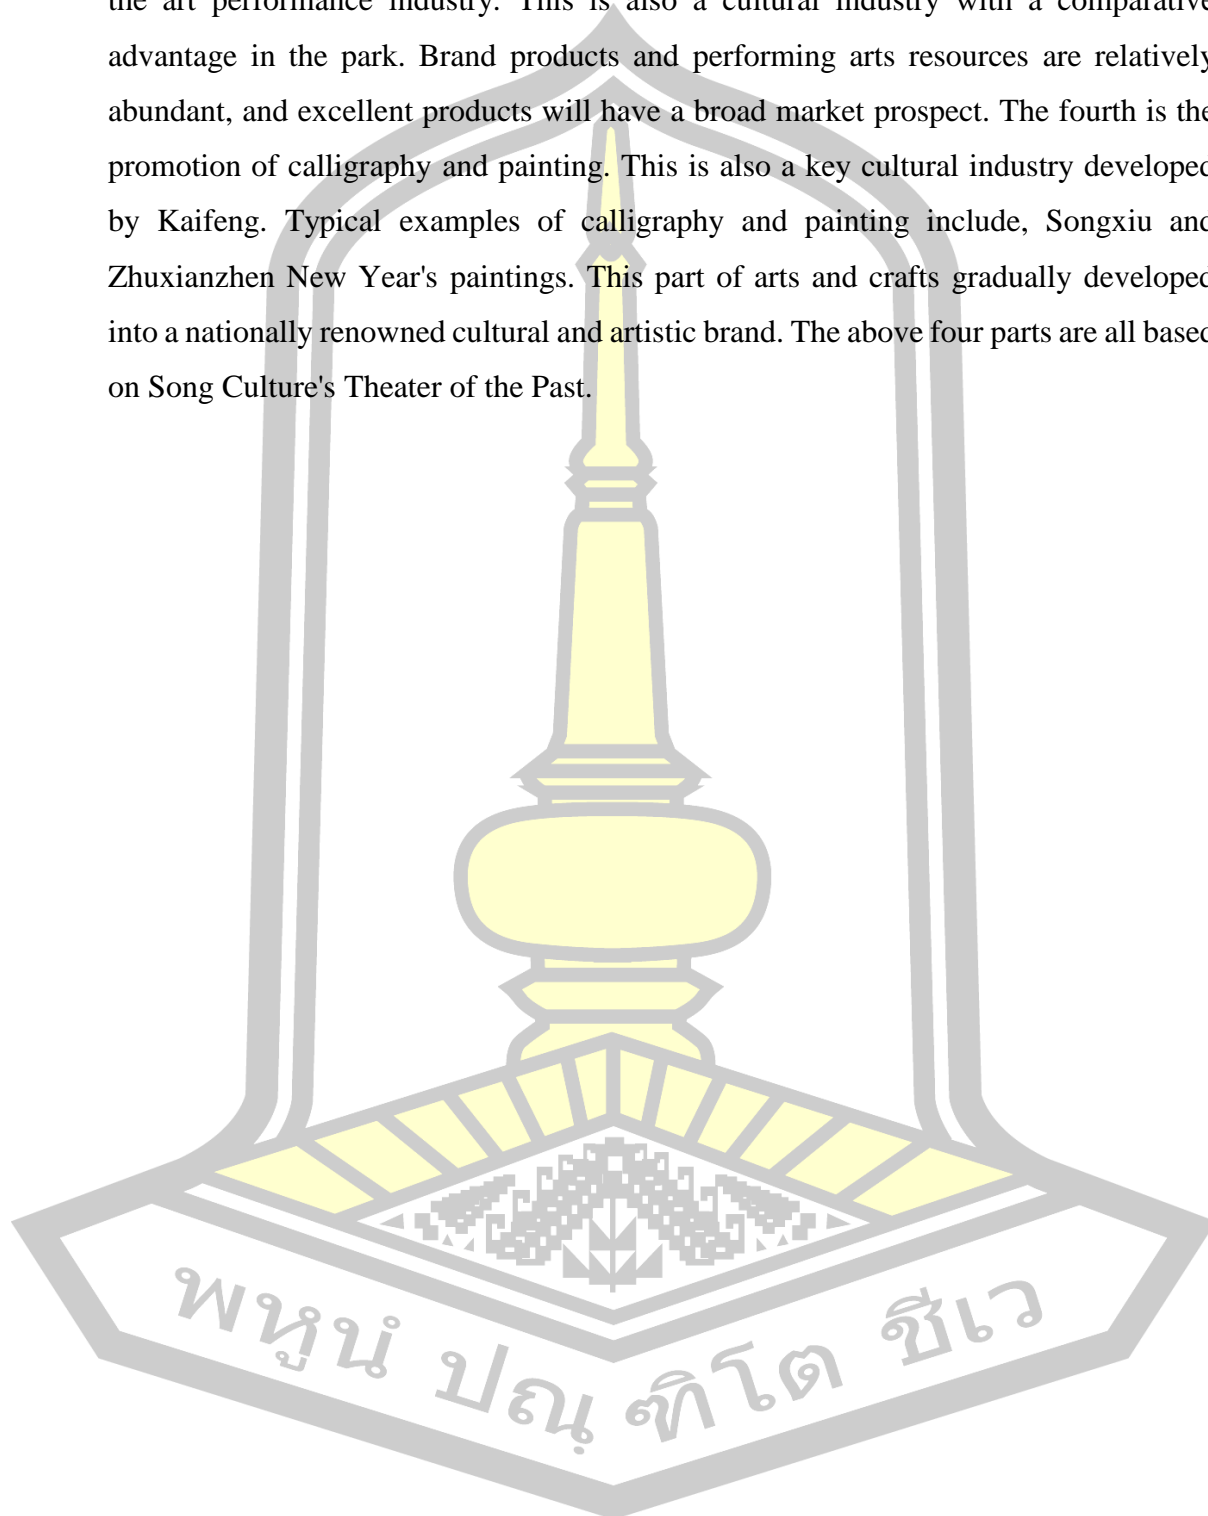 the art performance industry. This is also a cultural industry with a comparative
advantage in the park. Brand products and performing arts resources are relatively
abundant, and excellent products will have a broad market prospect. The fourth is the
promotion of calligraphy and painting. This is also a key cultural industry developed
by Kaifeng. Typical examples of calligraphy and painting include, Songxiu and
Zhuxianzhen New Year's paintings. This part of arts and crafts gradually developed
into a nationally renowned cultural and artistic brand. The above four parts are all based
on Song Culture's Theater of the Past.
พหูนํ ปณฺ ฑิโต ชีเว